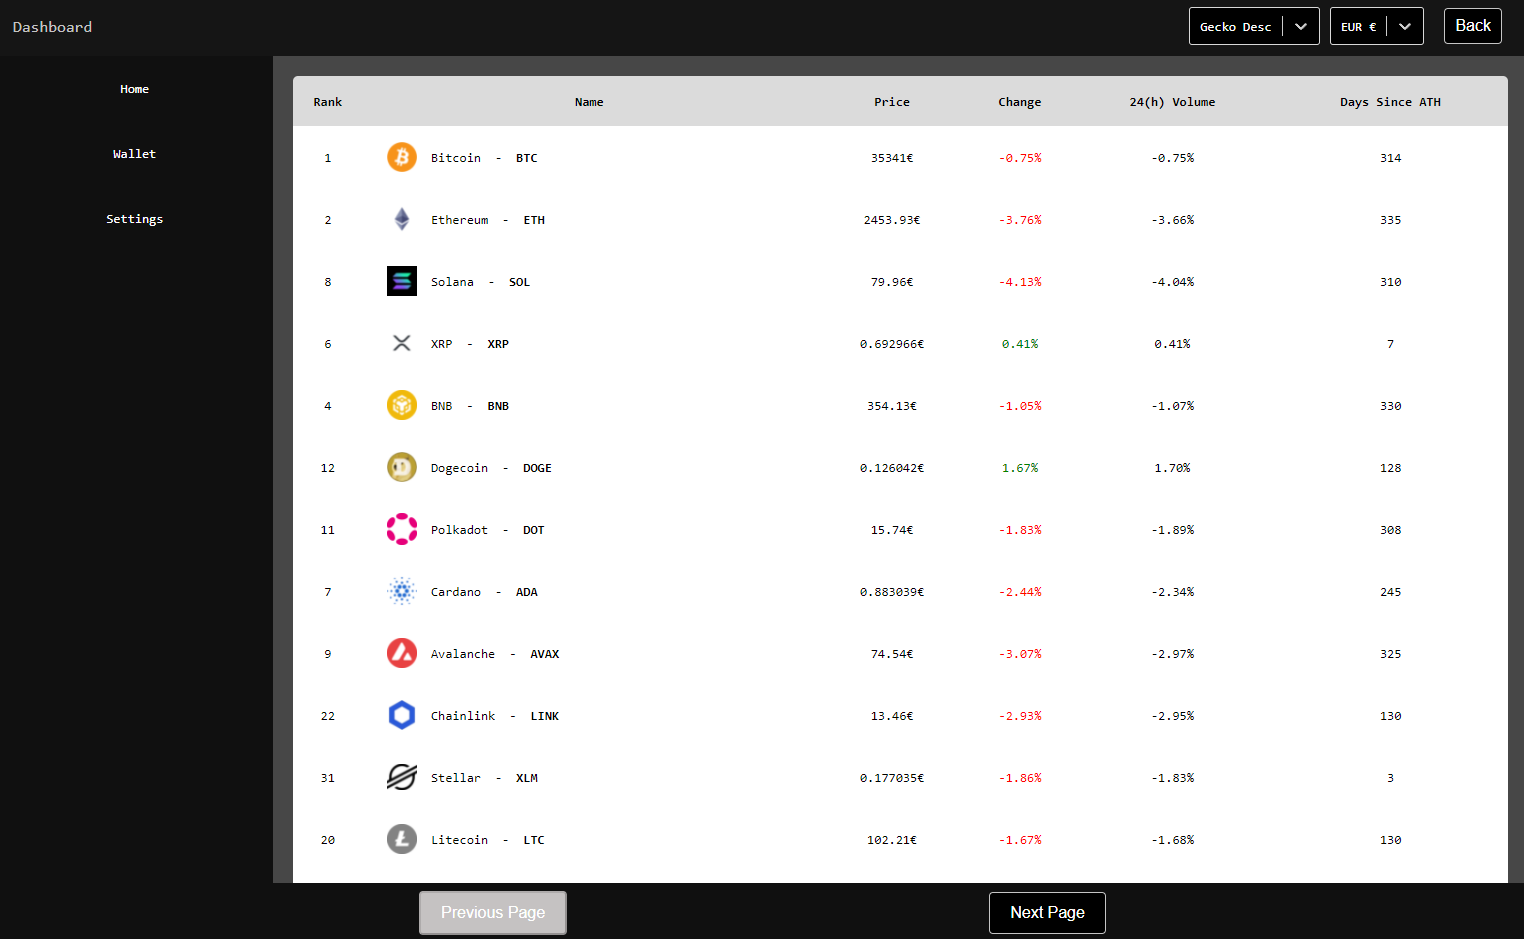 Dashboard Gecko Desc EUR € Back
Home
Wallet
Settings
Rank Name Price Change 24(h) Volume Days Since ATH
1 Bitcoin - BTC 35341€ -0.75% -0.75% 314
2 Ethereum - ETH 2453.93€ -3.76% -3.66% 335
8 Solana - SOL 79.96€ -4.13% -4.04% 310
6 XRP - XRP 0.692966€ 0.41% 0.41% 7
4 BNB - BNB 354.13€ -1.05% -1.07% 330
12 Dogecoin - DOGE 0.126042€ 1.67% 1.70% 128
11 Polkadot - DOT 15.74€ -1.83% -1.89% 308
7 Cardano - ADA 0.883039€ -2.44% -2.34% 245
9 Avalanche - AVAX 74.54€ -3.07% -2.97% 325
22 Chainlink - LINK 13.46€ -2.93% -2.95% 130
31 Stellar - XLM 0.177035€ -1.86% -1.83% 3
20 Litecoin - LTC 102.21€ -1.67% -1.68% 130
Previous Page Next Page